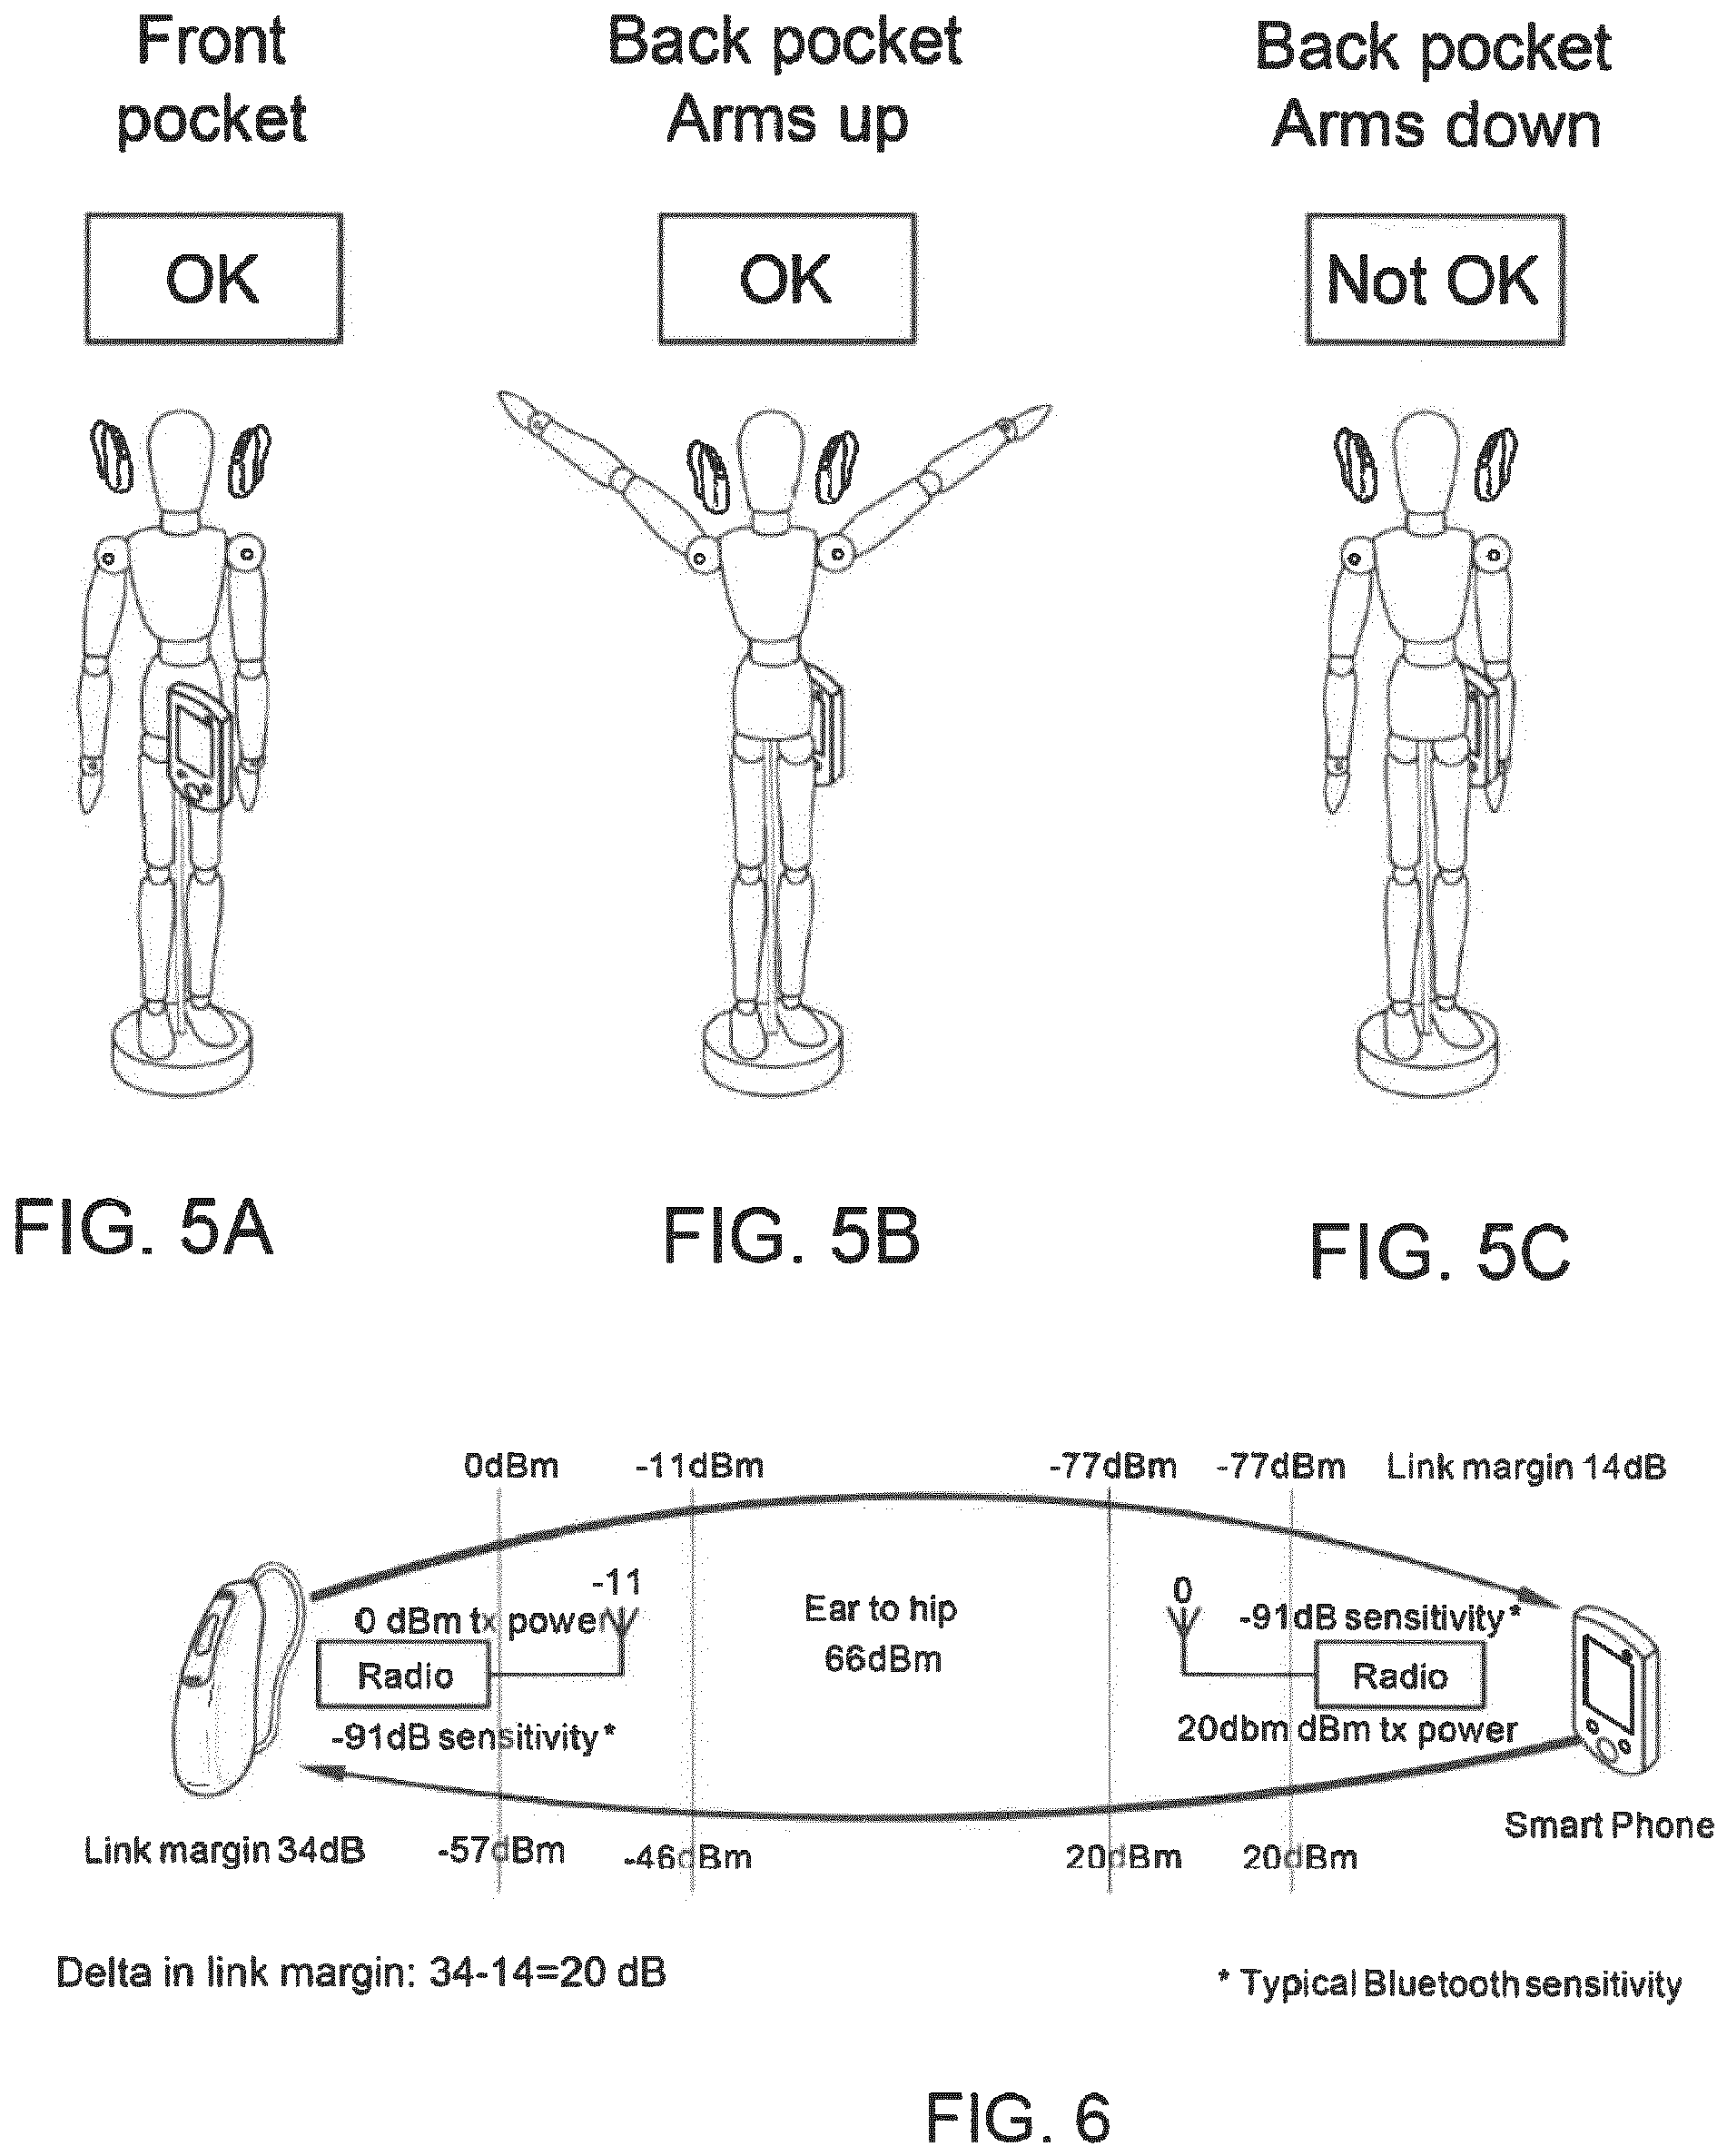 Front
pocket
Back pocket
Arms up
Back pocket
Arms down
OK
OK
Not OK
FIG. 5A
FIG. 5B
FIG. 5C
0dBm
-11dBm
-77dBm
-77dBm
Link margin 14dB
-11
0 dBm tx power
Radio
-91dB sensitivity*
Ear to hip
66dBm
0
-91dB sensitivity*
Radio
20dbm dBm tx power
Link margin 34dB
-57dBm
-46dBm
20dBm
20dBm
Smart Phone
Delta in link margin: 34-14=20 dB
* Typical Bluetooth sensitivity
FIG. 6